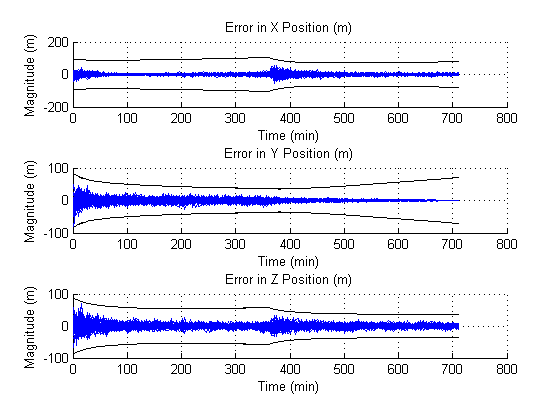 Error in X Position (m)
200
0
-200
Magnitude (m)
0 100 200 300 400 500 600 700 800
Time (min)
Error in Y Position (m)
100
0
-100
Magnitude (m)
0 100 200 300 400 500 600 700 800
Time (min)
Error in Z Position (m)
100
0
-100
Magnitude (m)
0 100 200 300 400 500 600 700 800
Time (min)